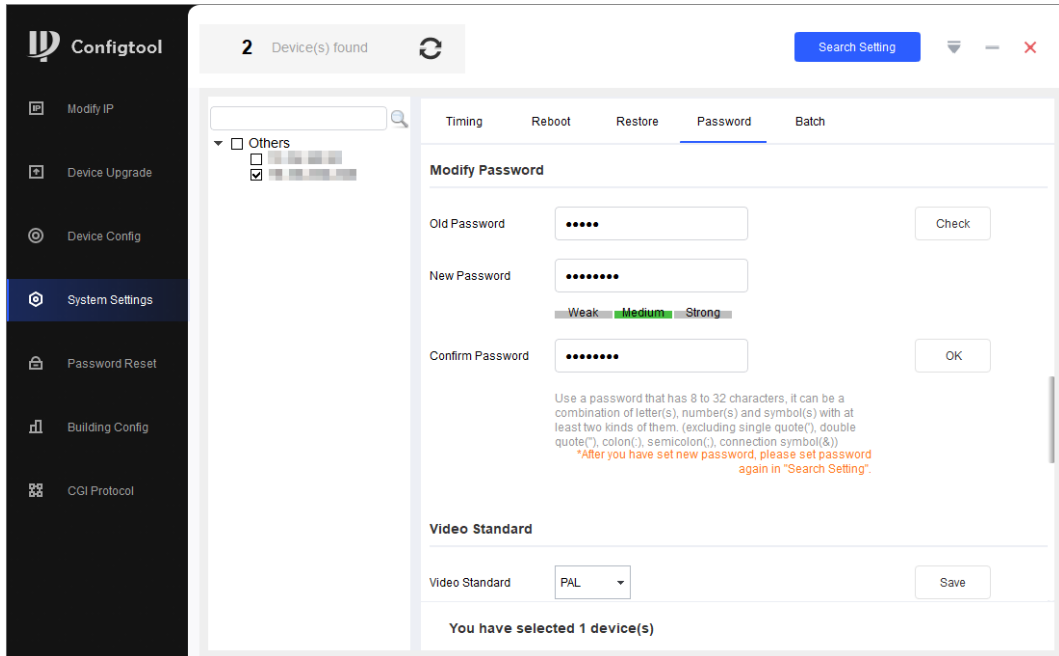 Configtool
2 Device(s) found
Search Setting
Modify IP
Device Upgrade
Device Config
System Settings
Password Reset
Building Config
CGI Protocol
Others
Timing Reboot Restore Password Batch
Modify Password
Old Password Check
New Password
Weak Medium Strong
Confirm Password OK
Use a password that has 8 to 32 characters, it can be a
combination of letter(s), number(s) and symbol(s) with at
least two kinds of them. (excluding single quote('), double
quote("), colon(:), semicolon(;), connection symbol(&))
*After you have set new password, please set password
again in "Search Setting".
Video Standard
Video Standard PAL Save
You have selected 1 device(s)